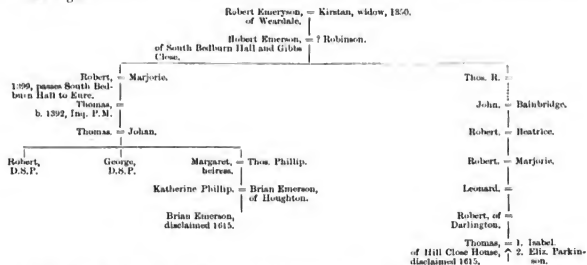 Robert Emeryson, = Kirstan, widow, 1350.
of Weardale.
Robert Emerson, = ? Robinson.
of South Bedburn Hall and Gibbs
Close.
Robert, = Marjorie.
1399, passes South Bed-
burn Hall to Eure.
Thomas, =
b. 1392, Inq. P.M.
Thomas. = Johan.
Robert,
D.S.P.
George,
D.S.P.
Margaret, = Thos. Phillip.
heiress.
Katherine Phillip. = Brian Emerson,
of Houghton.
Brian Emerson,
disclaimed 1615.
Thos. R.
John. = Bainbridge.
Robert. = Beatrice.
Robert. = Marjorie.
Leonard. =
Robert, of =
Darlington.
Thomas, = 1. Isabel.
of Hill Close House, 2. Eliz. Parkin-
disclaimed 1615. son.